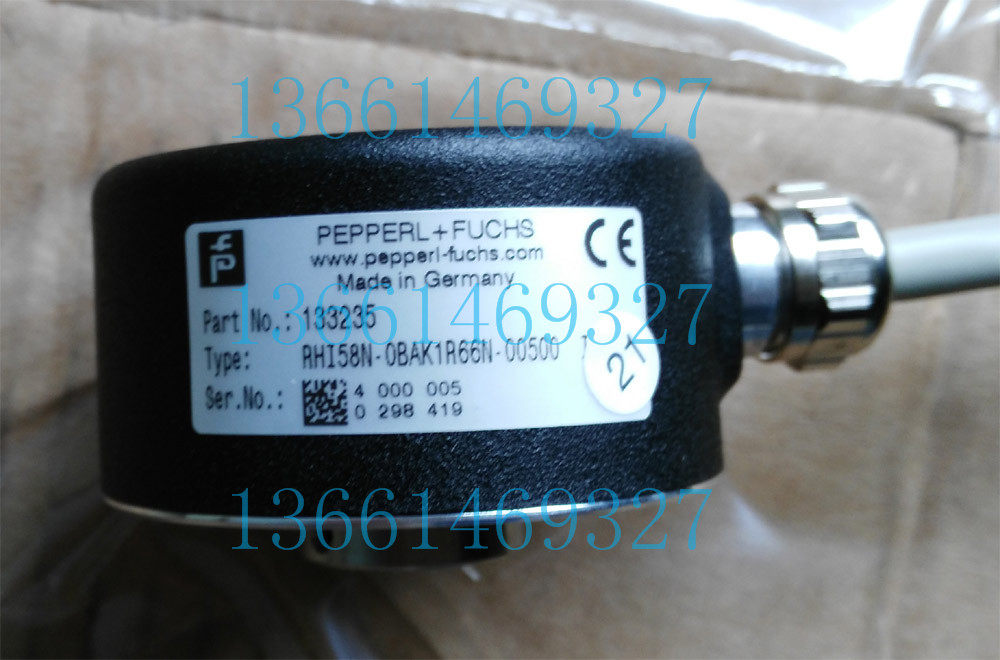 13661469327
PEPPERL+FUCHS
www.pepperl-fuchs.com
Made in Germany
CE
13661469327
Part No.: 133235
Type: RHI58N-0BAK1R66N-00500
21
Ser.No.: 4 000 005
0 298 419
13661469327